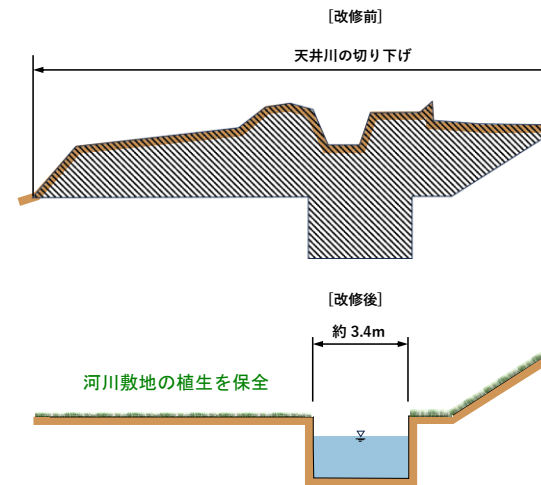 [改修前]
天井川の切り下げ
[改修後]
約 3.4m
河川敷地の植生を保全